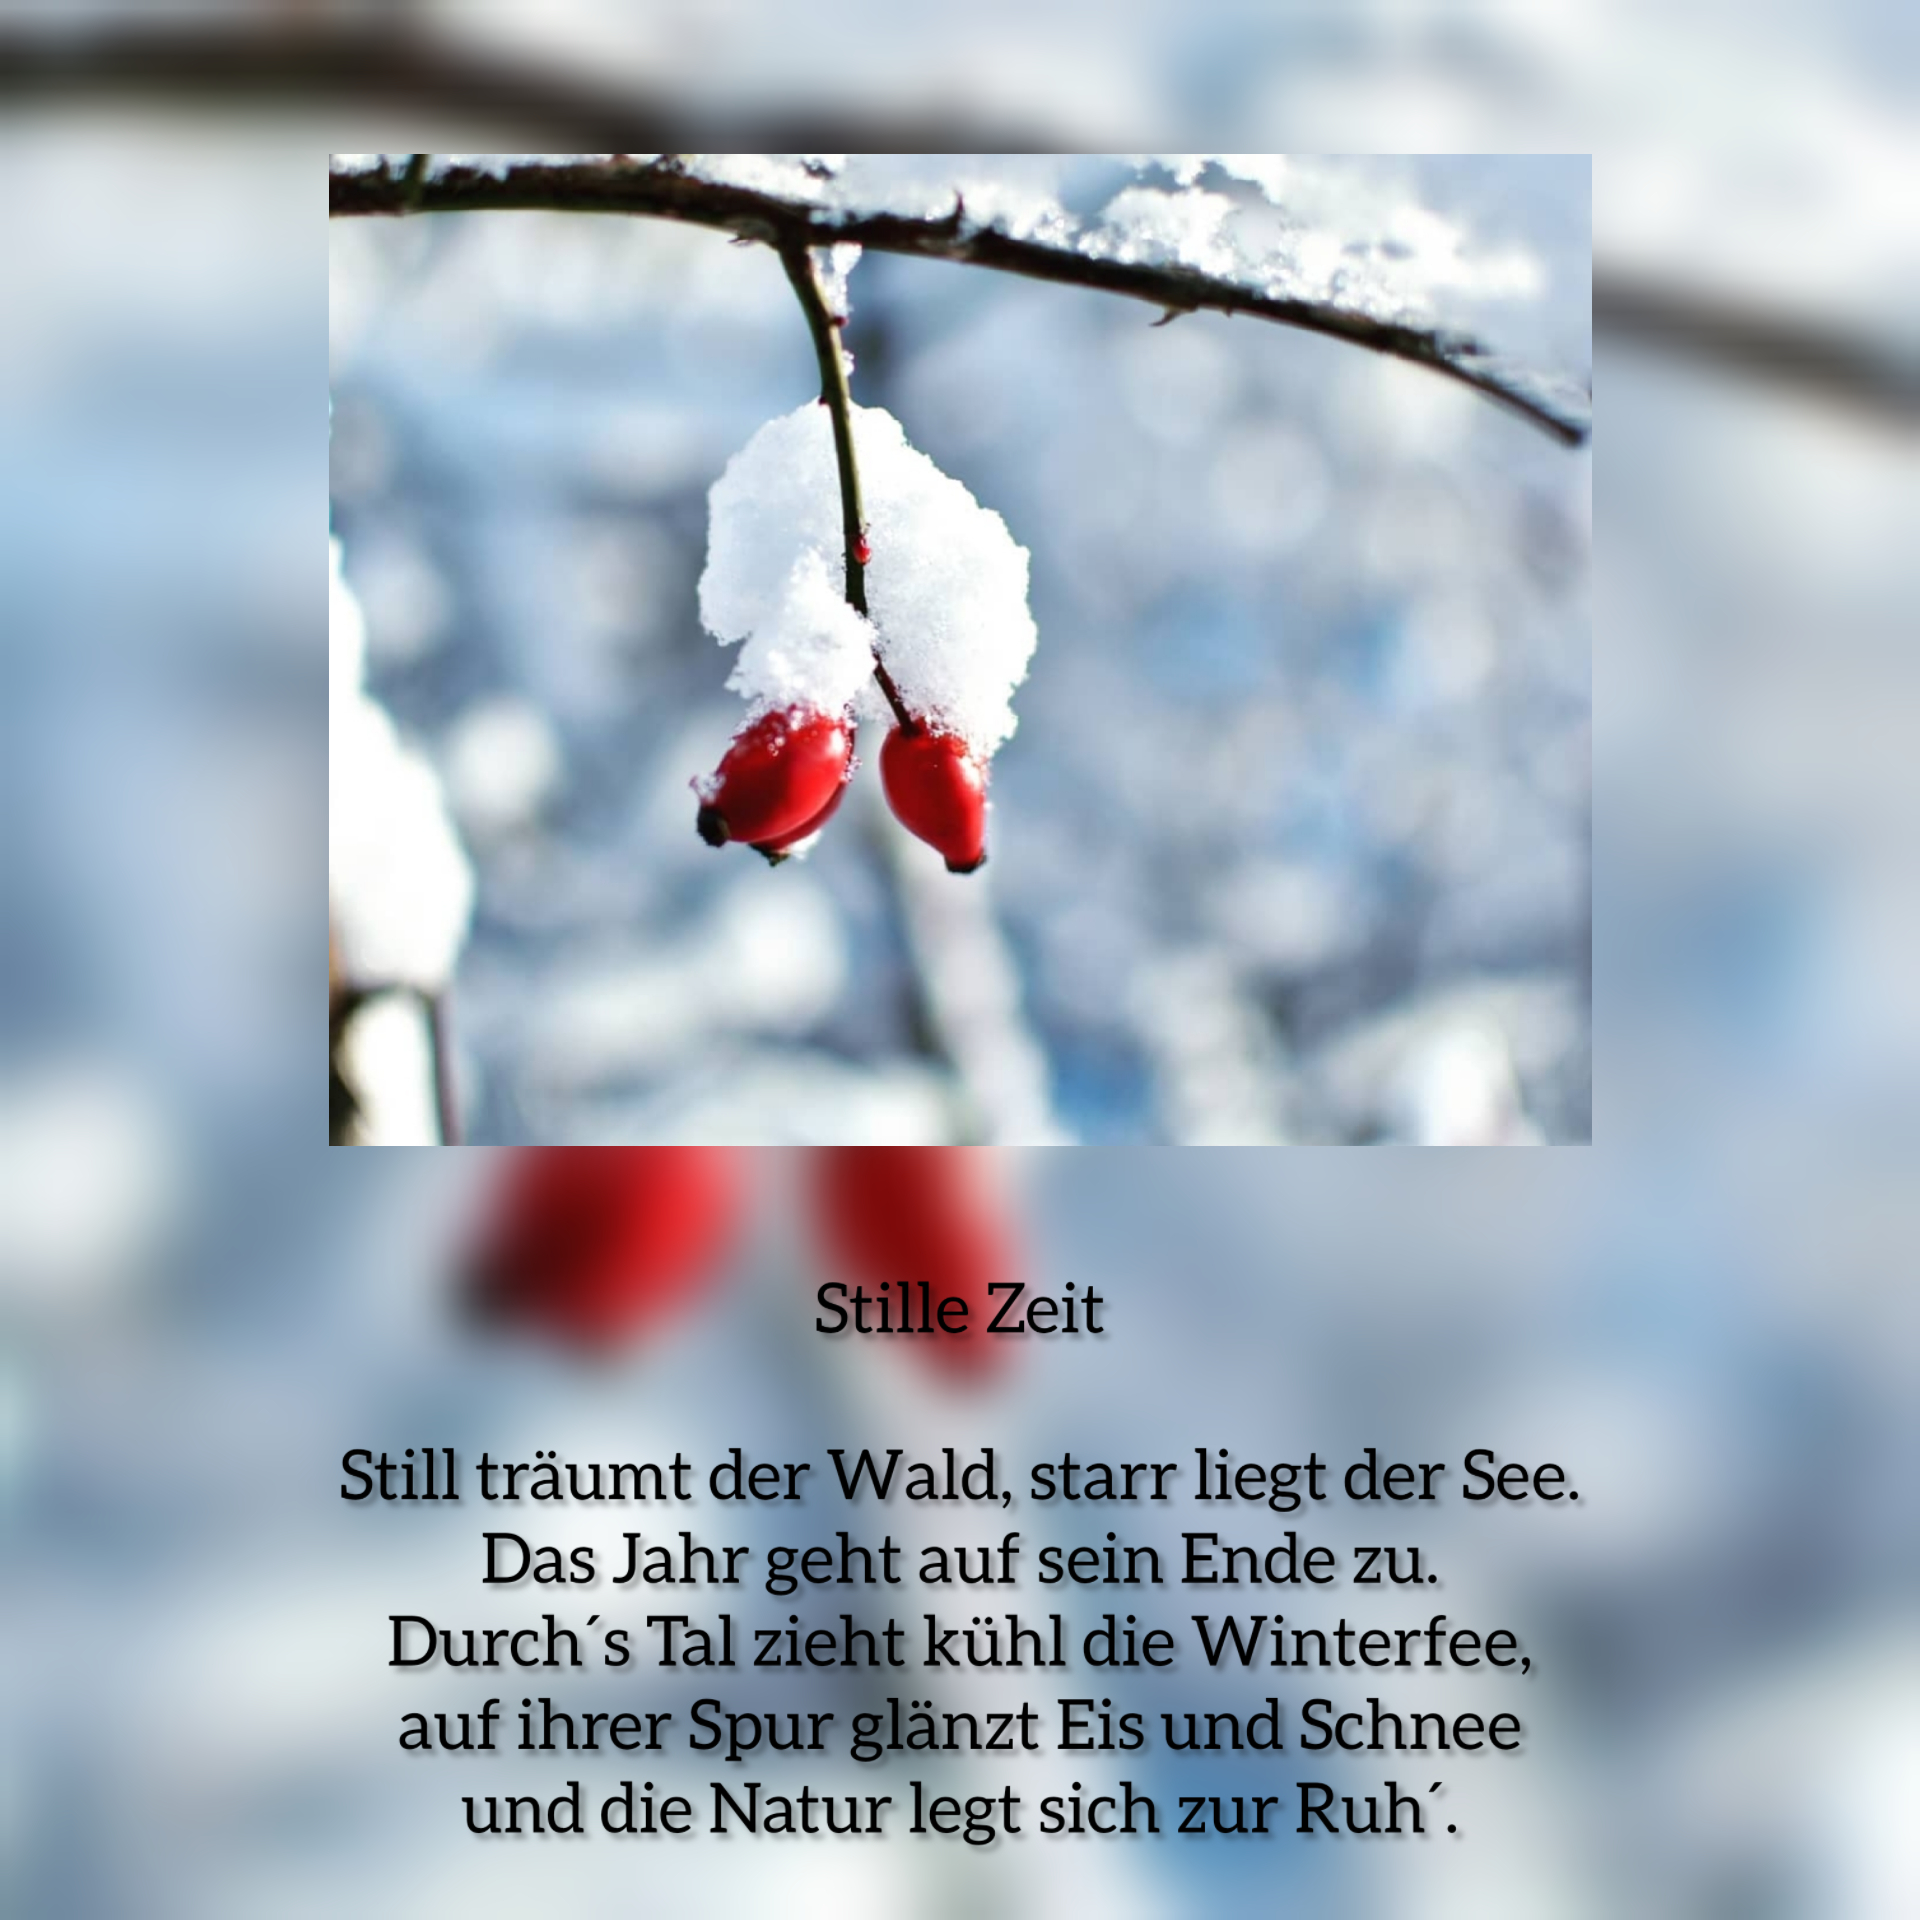 Stille Zeit
Still träumt der Wald, starr liegt der See.
Das Jahr geht auf sein Ende zu.
Durch´s Tal zieht kühl die Winterfee,
auf ihrer Spur glänzt Eis und Schnee
und die Natur legt sich zur Ruh´.